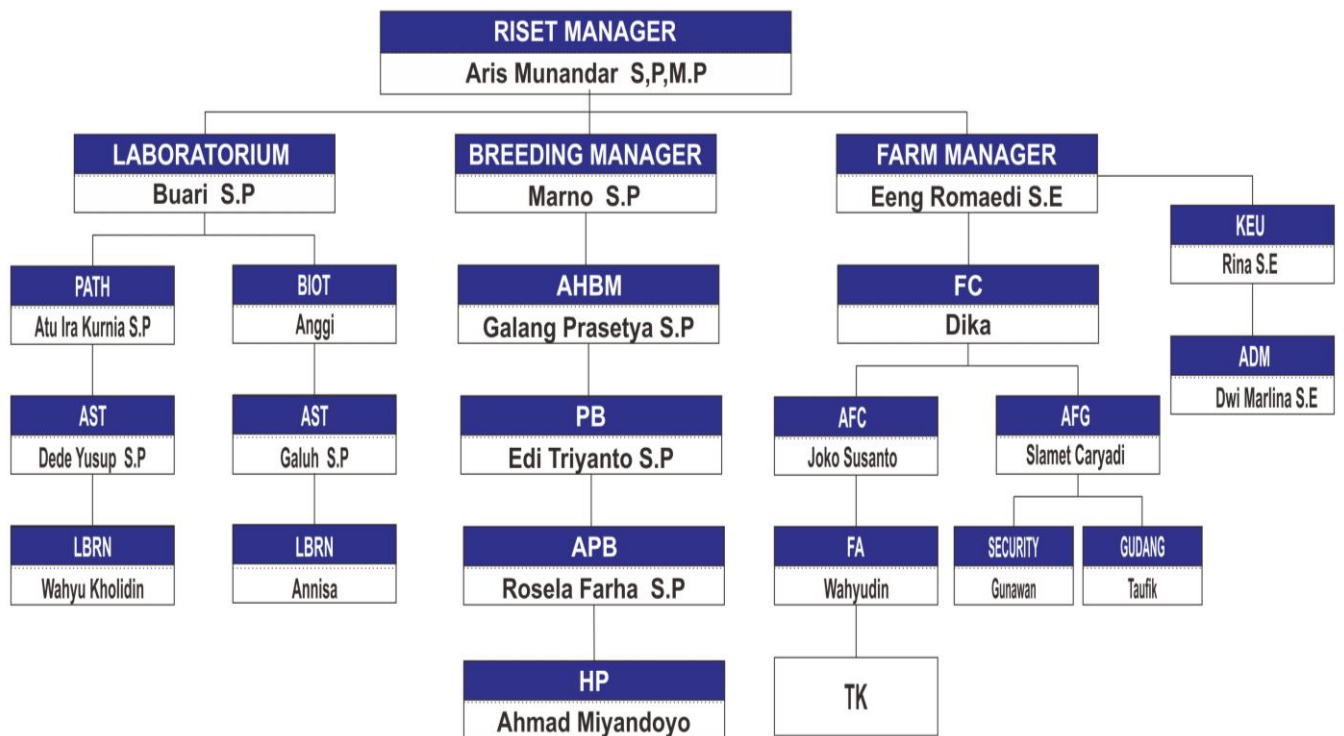 RISET MANAGER
Aris Munandar S,P,M.P
LABORATORIUM
Buari S.P
BREEDING MANAGER
Marno S.P
FARM MANAGER
Eeng Romaedi S.E
KEU
Rina S.E
PATH
Atu Ira Kurnia S.P
BIOT
Anggi
AHBM
Galang Prasetya S.P
FC
Dika
ADM
Dwi Marlina S.E
AST
Dede Yusup S.P
AST
Galuh S.P
PB
Edi Triyanto S.P
AFC
Joko Susanto
AFG
Slamet Caryadi
LBRN
Wahyu Kholidin
LBRN
Annisa
APB
Rosela Farha S.P
FA
Wahyudin
SECURITY
Gunawan
GUDANG
Taufik
HP
Ahmad Miyandoyo
TK